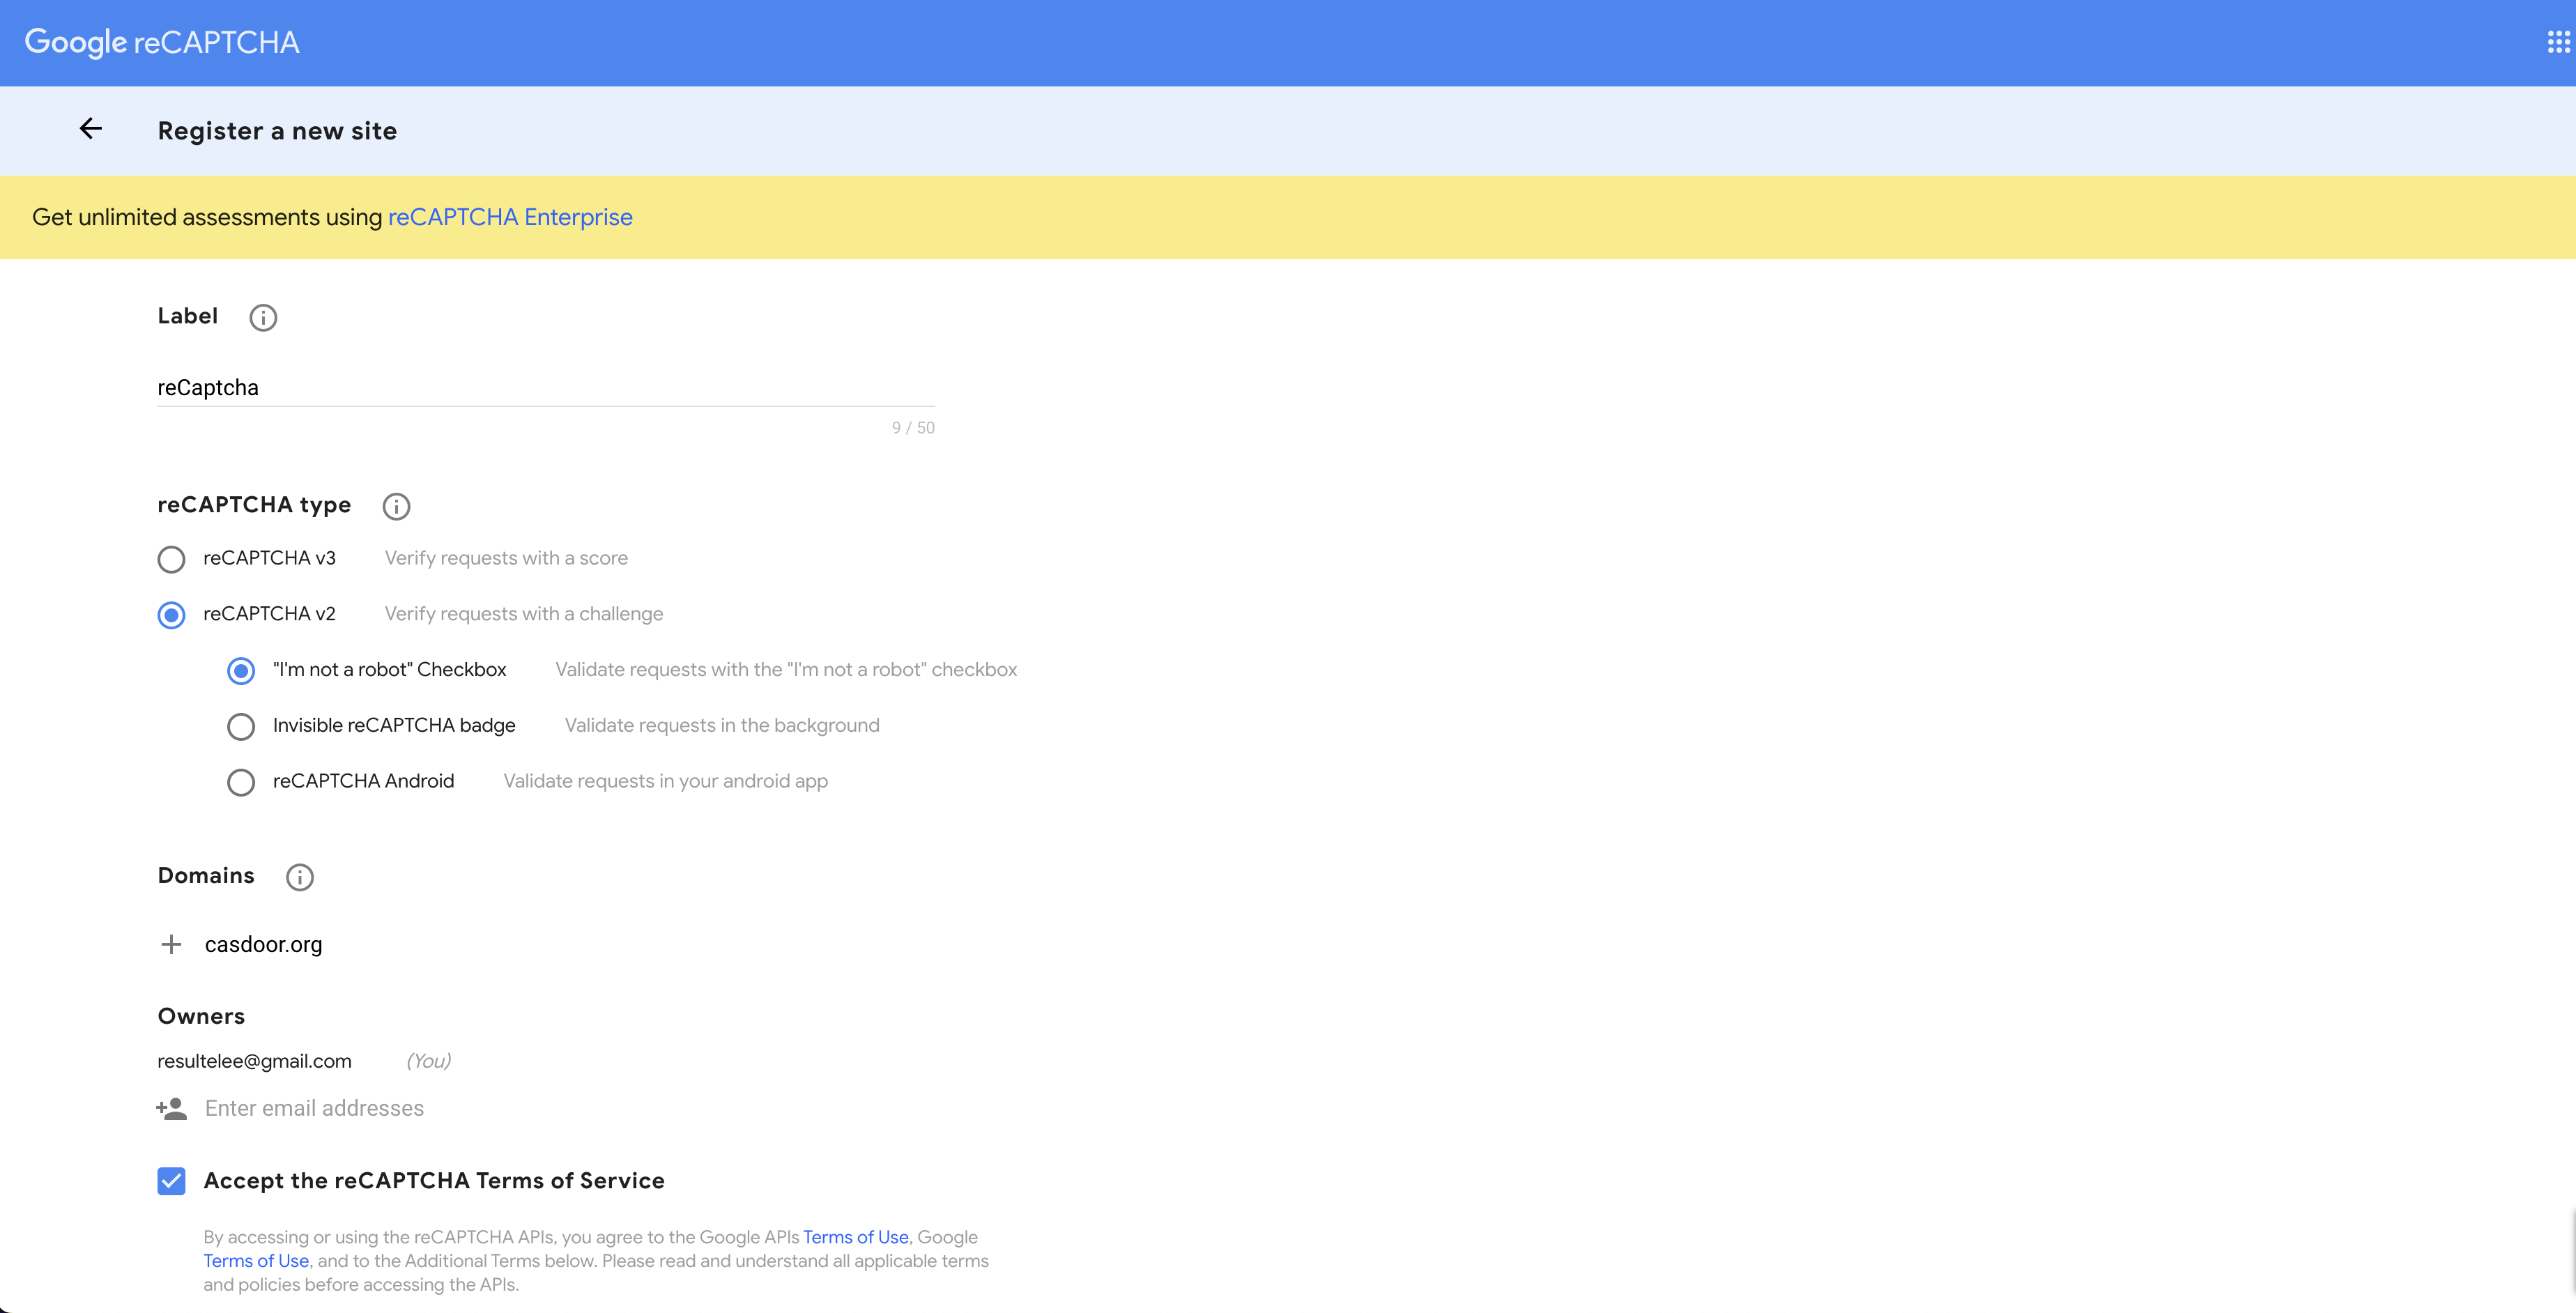 Google reCAPTCHA
Register a new site
Get unlimited assessments using reCAPTCHA Enterprise
Label
reCaptcha
9 / 50
reCAPTCHA type
reCAPTCHA v3 Verify requests with a score
reCAPTCHA v2 Verify requests with a challenge
"I'm not a robot" Checkbox Validate requests with the "I'm not a robot" checkbox
Invisible reCAPTCHA badge Validate requests in the background
reCAPTCHA Android Validate requests in your android app
Domains
casdoor.org
Owners
resultelee@gmail.com (You)
Enter email addresses
Accept the reCAPTCHA Terms of Service
By accessing or using the reCAPTCHA APIs, you agree to the Google APIs Terms of Use, Google
Terms of Use, and to the Additional Terms below. Please read and understand all applicable terms
and policies before accessing the APIs.